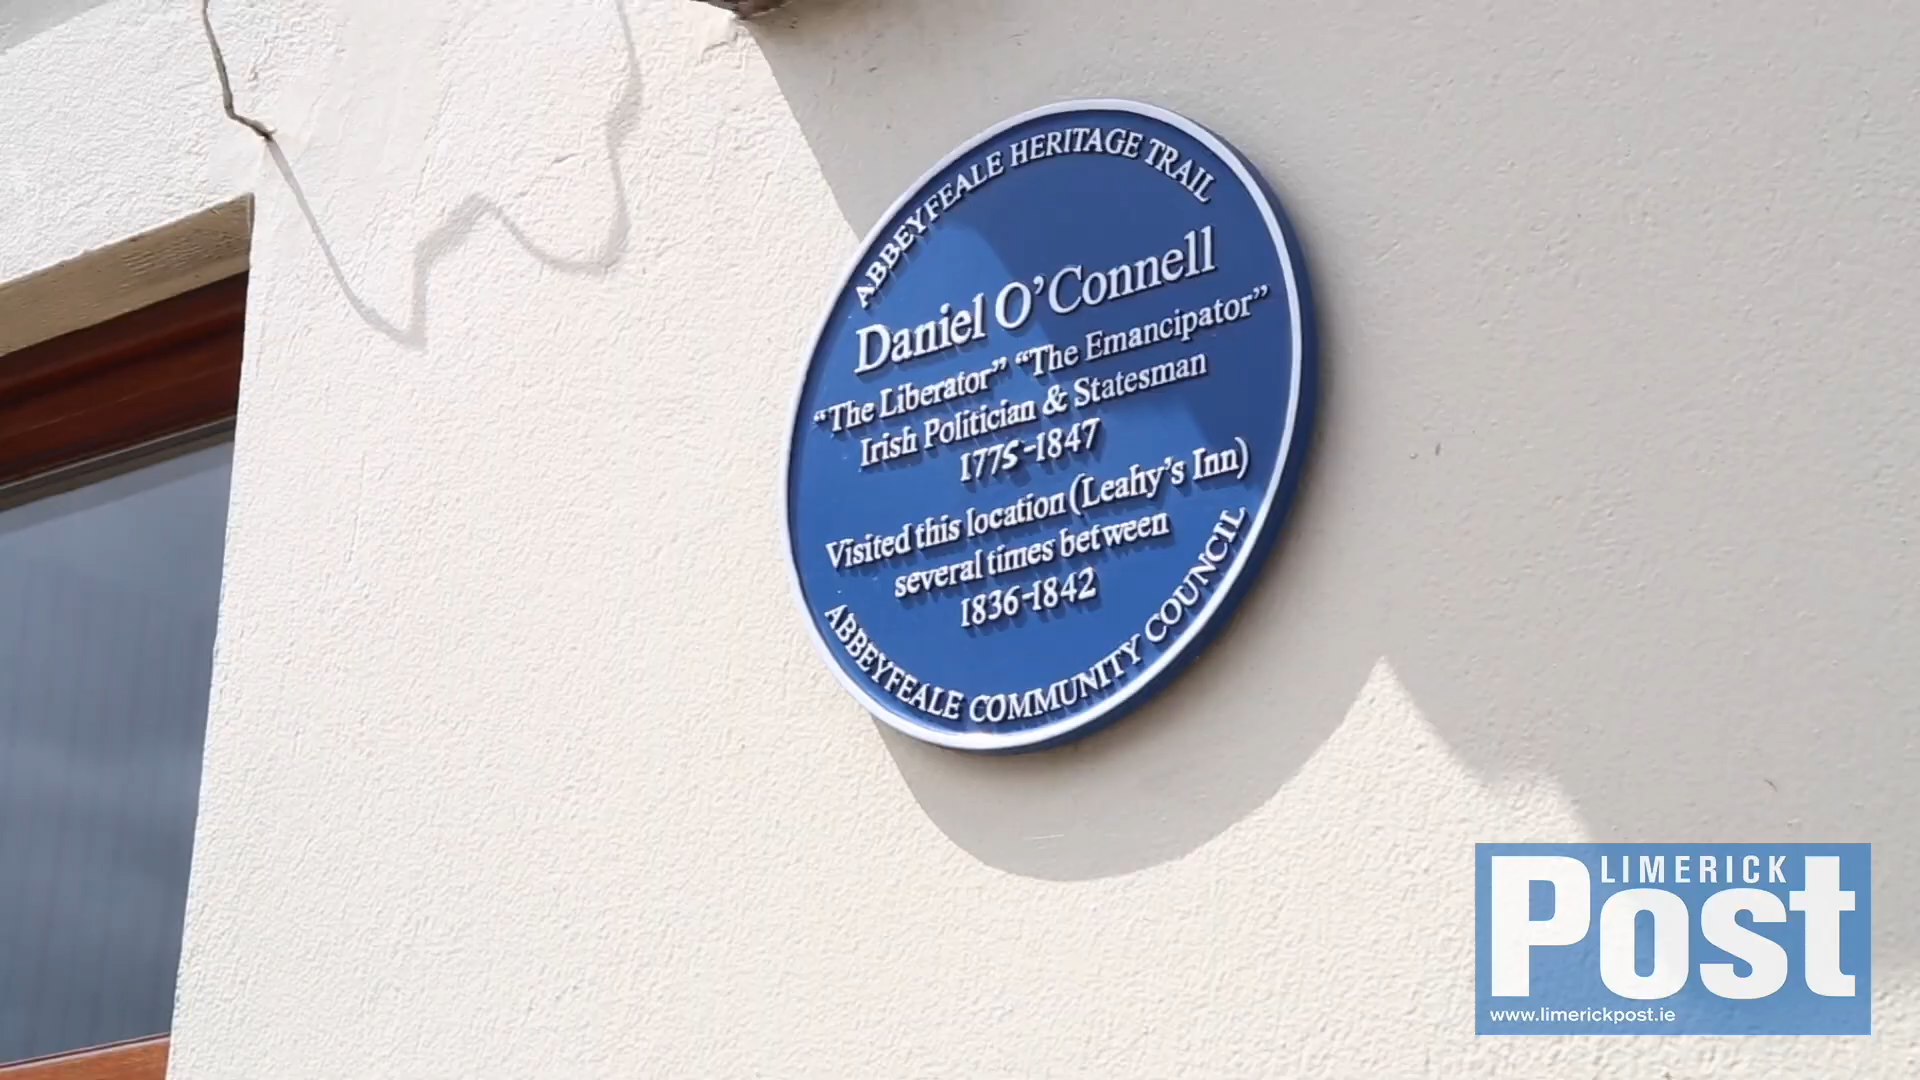 ABBEYFEALE HERITAGE TRAIL
Daniel O'Connell
“The Liberator” “The Emancipator”
Irish Politician & Statesman
1775-1847
Visited this location (Leahy's Inn)
several times between
1836-1842
ABBEYFEALE COMMUNITY COUNCIL
LIMERICK
Post
www.limerickpost.ie